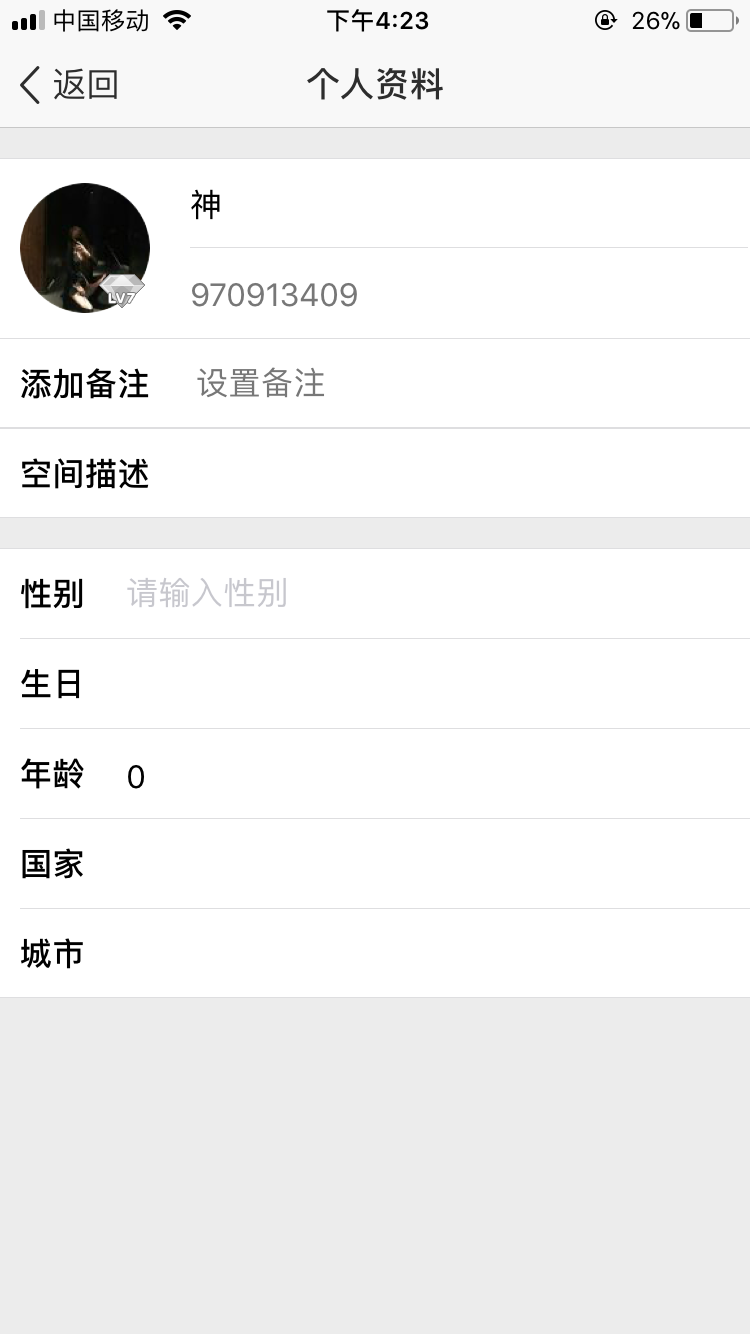 中国移动 下午4:23 26%
返回 个人资料
神
LV7
970913409
添加备注 设置备注
空间描述
性别 请输入性别
生日
年龄 0
国家
城市